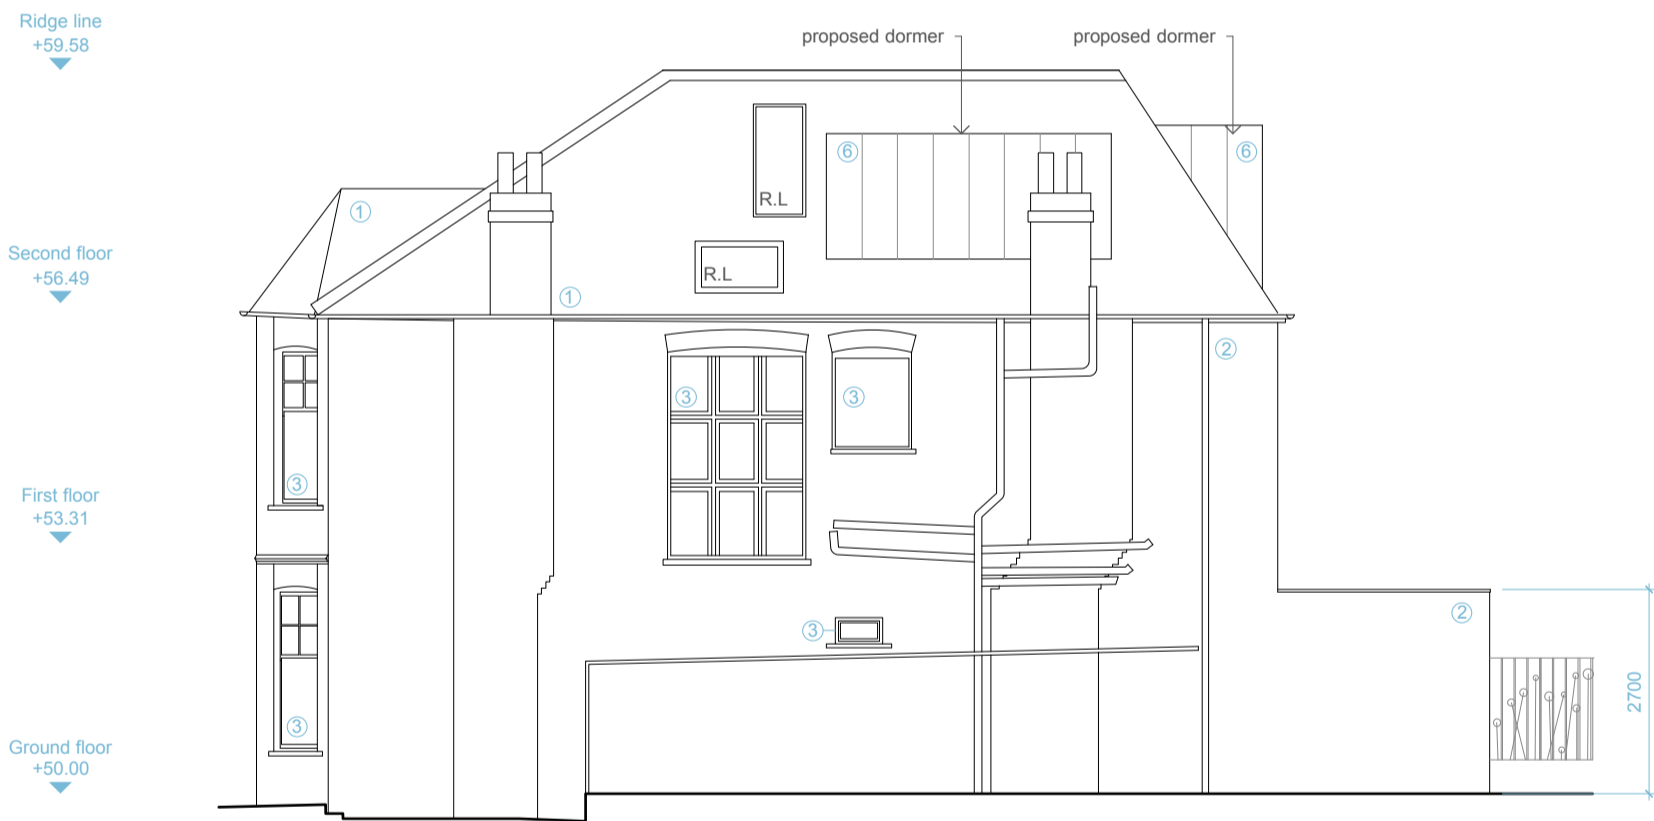 Ridge line
+59.58
proposed dormer
proposed dormer
6
6
R.L
1
Second floor
+56.49
R.L
1
2
3
3
3
First floor
+53.31
2
3
3
2700
Ground floor
+50.00